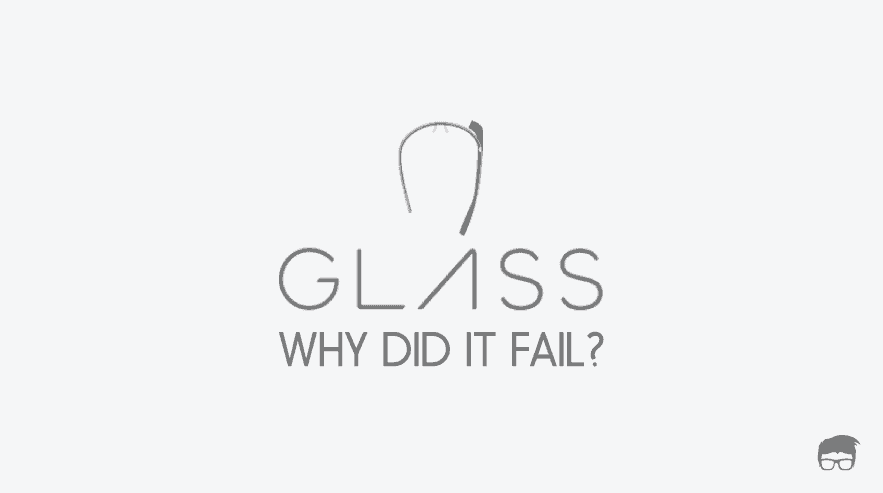 GLASS
WHY DID IT FAIL?